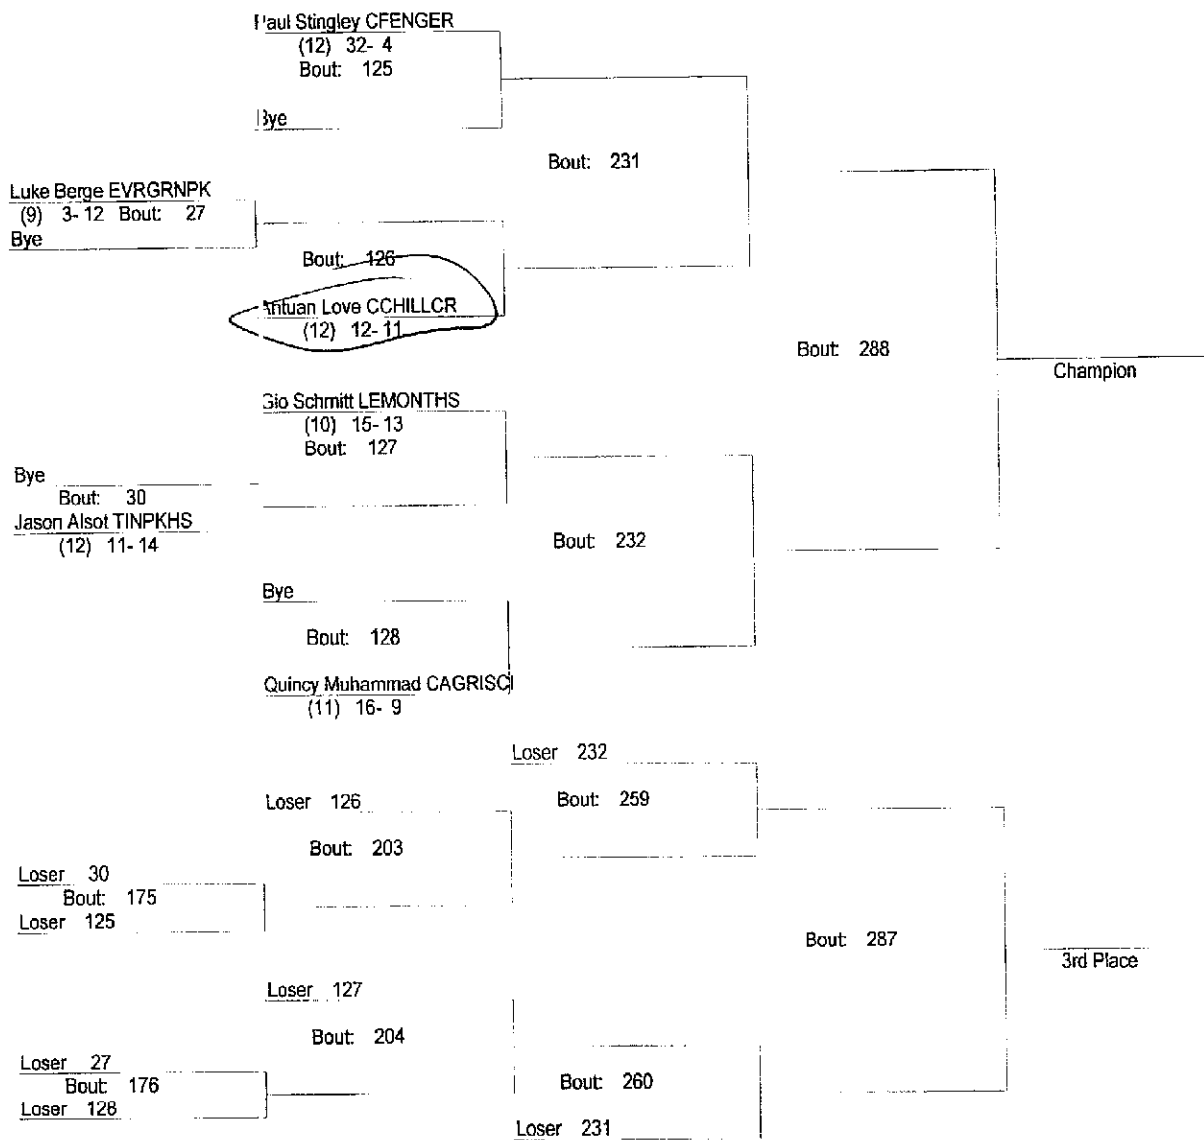 Paul Stingley CFENGER
(12) 32- 4
Bout: 125
Bye
Bout: 231
Luke Berge EVRGRNPK
(9) 3- 12 Bout: 27
Bye
Bout: 126
Antuan Love CCHILLCR
(12) 12- 11
Bout: 288
Champion
Gio Schmitt LEMONTHS
(10) 15- 13
Bout: 127
Bye
Bout: 30
Jason Alsot TINPKHS
(12) 11- 14
Bout: 232
Bye
Bout: 128
Quincy Muhammad CAGRISCI
(11) 16- 9
Loser 232
Bout: 259
Loser 126
Bout: 203
Loser 30
Bout: 175
Loser 125
Bout: 287
3rd Place
Loser 127
Bout: 204
Loser 27
Bout: 176
Loser 128
Bout: 260
Loser 231